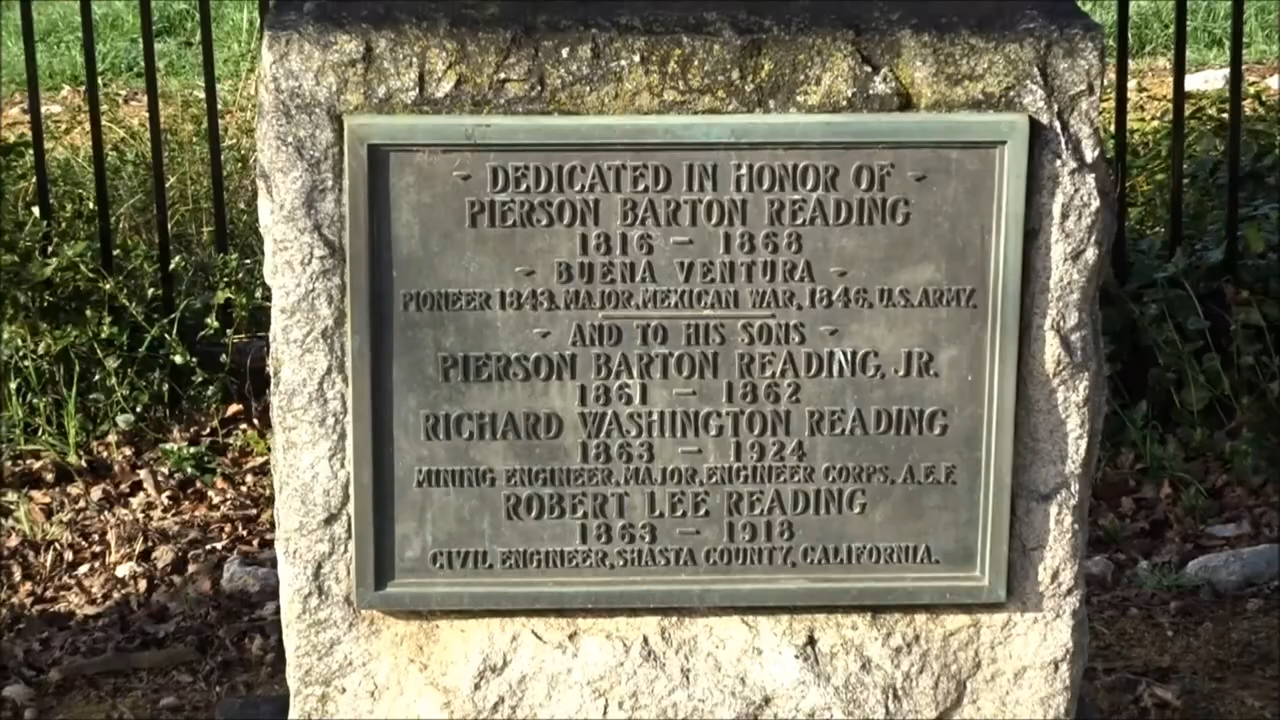 - DEDICATED IN HONOR OF -
PIERSON BARTON READING
1816 - 1868
- BUENA VENTURA -
PIONEER 1843. MAJOR, MEXICAN WAR, 1846, U.S. ARMY.
- AND TO HIS SONS -
PIERSON BARTON READING, JR.
1861 - 1862
RICHARD WASHINGTON READING
1863 - 1924
MINING ENGINEER, MAJOR, ENGINEER CORPS, A.E.F.
ROBERT LEE READING
1863 - 1918
CIVIL ENGINEER, SHASTA COUNTY, CALIFORNIA.